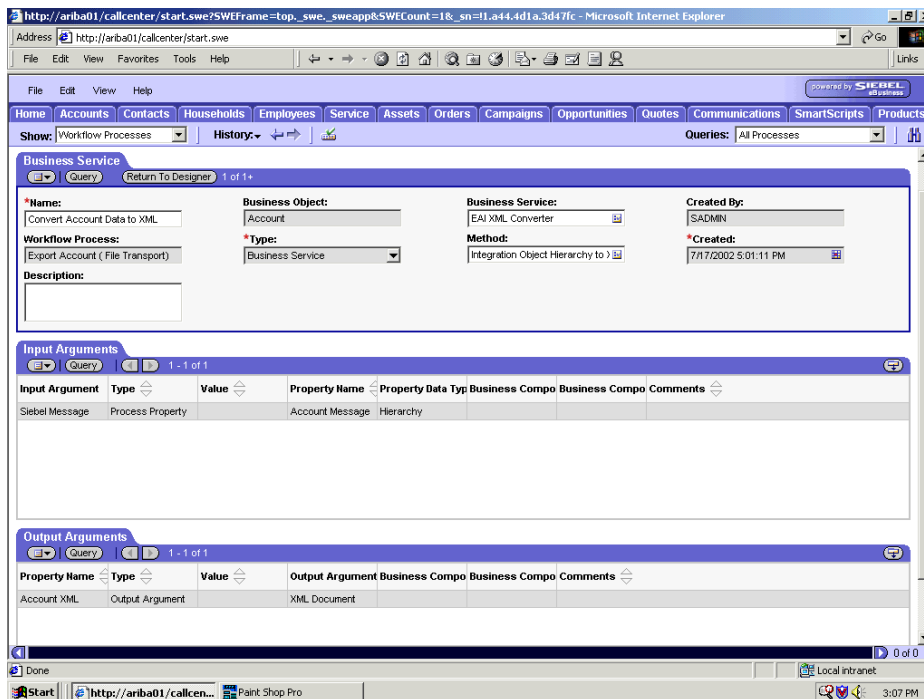 http://ariba01/callcenter/start.swe?SWEFrame=top._swe._sweapp&SWECount=1&_sn=!1.a44.4d1a.3d47fc - Microsoft Internet Explorer
Address http://ariba01/callcenter/start.swe Go
File Edit View Favorites Tools Help Links
File Edit View Help powered by SIEBEL eBusiness
Home Accounts Contacts Households Employees Service Assets Orders Campaigns Opportunities Quotes Communications SmartScripts Products
Show: Workflow Processes History: Queries: All Processes
Business Service
Query Return To Designer 1 of 1+
*Name: Business Object: Business Service: Created By:
Convert Account Data to XML Account EAI XML Converter SADMIN
Workflow Process: *Type: Method: *Created:
Export Account ( File Transport) Business Service Integration Object Hierarchy to 7/17/2002 5:01:11 PM
Description:
Input Arguments
Query 1 - 1 of 1
Input Argument Type Value Property Name Property Data Typ Business Compo Business Compo Comments
Siebel Message Process Property Account Message Hierarchy
Output Arguments
Query 1 - 1 of 1
Property Name Type Value Output Argument Business Compo Business Compo Comments
Account XML Output Argument XML Document
0 of 0
Done Local intranet
Start http://ariba01/callcen... Paint Shop Pro 3:07 PM